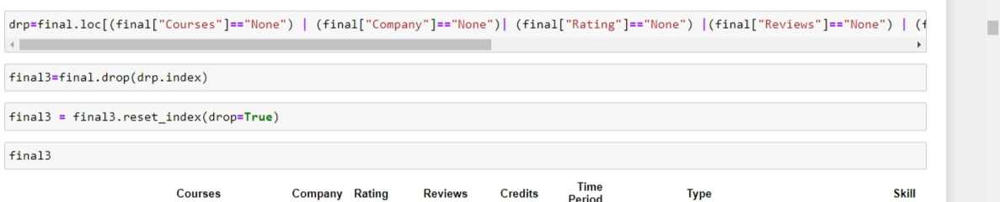 drp=final.loc[(final["Courses"]=="None") | (final["Company"]=="None")| (final["Rating"]=="None") |(final["Reviews"]=="None") | (f
final3=final.drop(drp.index)
final3 = final3.reset_index(drop=True)
final3
Courses Company Rating Reviews Credits Time Period Type Skill